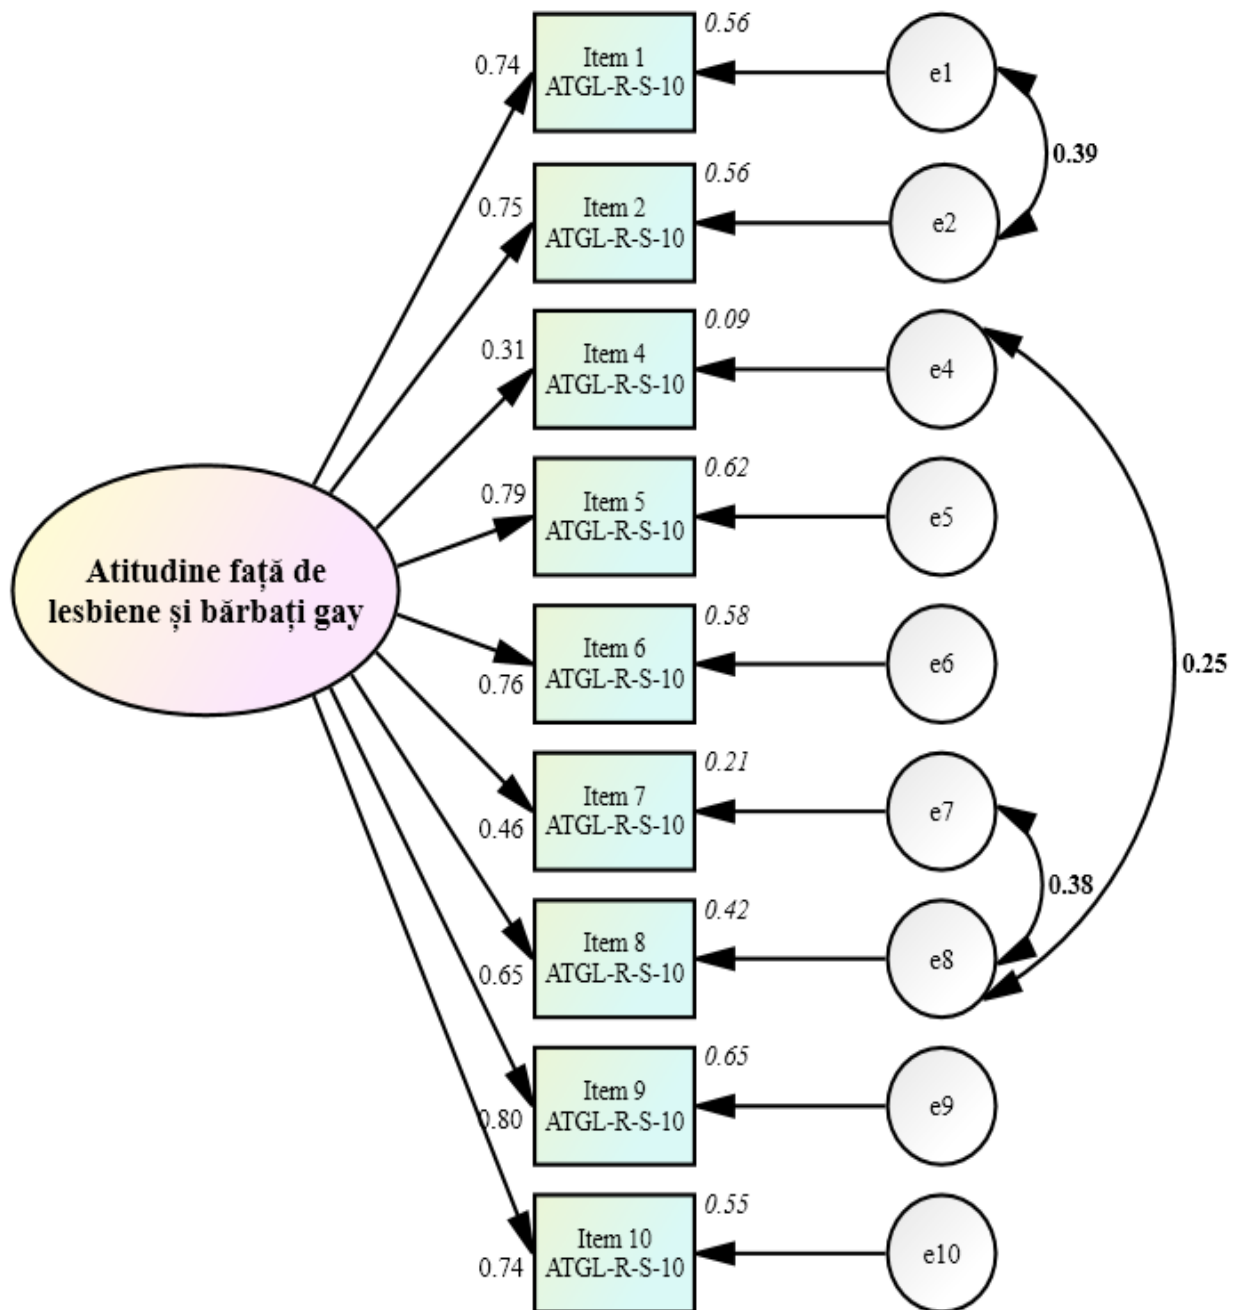 0.56
0.74
Item 1
ATGL-R-S-10
e1
0.39
0.56
0.75
Item 2
ATGL-R-S-10
e2
0.09
0.31
Item 4
ATGL-R-S-10
e4
0.62
0.79
Item 5
ATGL-R-S-10
e5
Atitudine față de
lesbiene și bărbați gay
0.58
0.76
Item 6
ATGL-R-S-10
e6
0.25
0.21
0.46
Item 7
ATGL-R-S-10
e7
0.38
0.42
0.65
Item 8
ATGL-R-S-10
e8
0.65
0.80
Item 9
ATGL-R-S-10
e9
0.55
0.74
Item 10
ATGL-R-S-10
e10